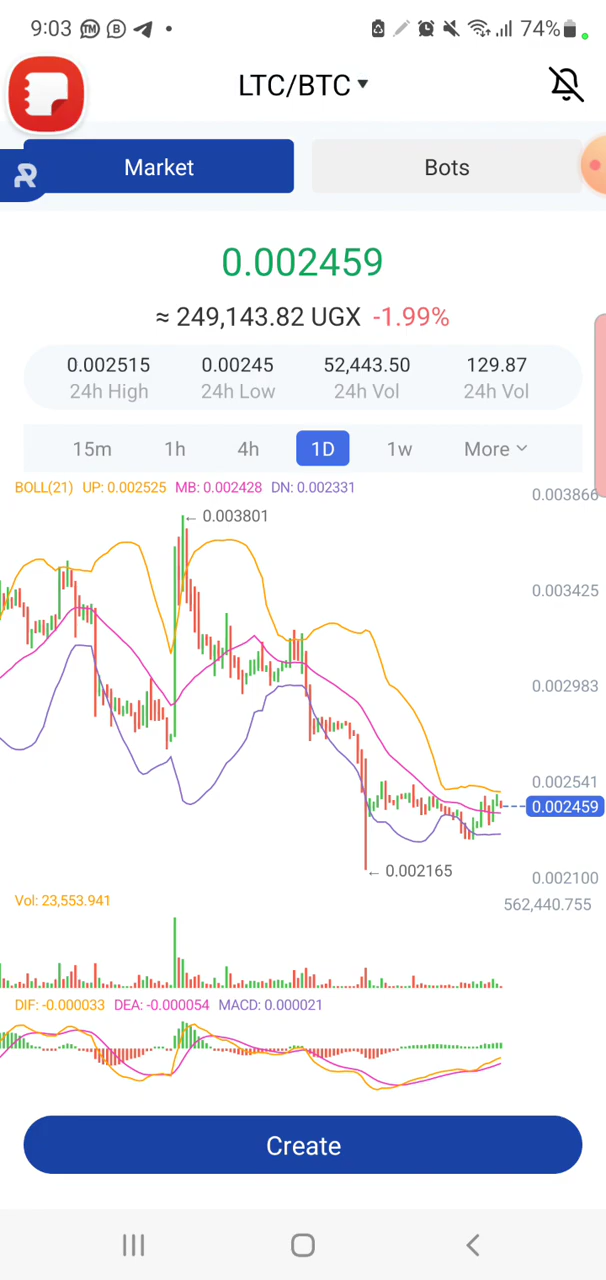 9:03 TM B 74%
LTC/BTC
Market Bots
0.002459
≈ 249,143.82 UGX -1.99%
0.002515 0.00245 52,443.50 129.87
24h High 24h Low 24h Vol 24h Vol
15m 1h 4h 1D 1w More
BOLL(21) UP: 0.002525 MB: 0.002428 DN: 0.002331
0.003866
0.003801
0.003425
0.002983
0.002541
0.002459
0.002165
0.002100
Vol: 23,553.941
562,440.755
DIF: -0.000033 DEA: -0.000054 MACD: 0.000021
Create